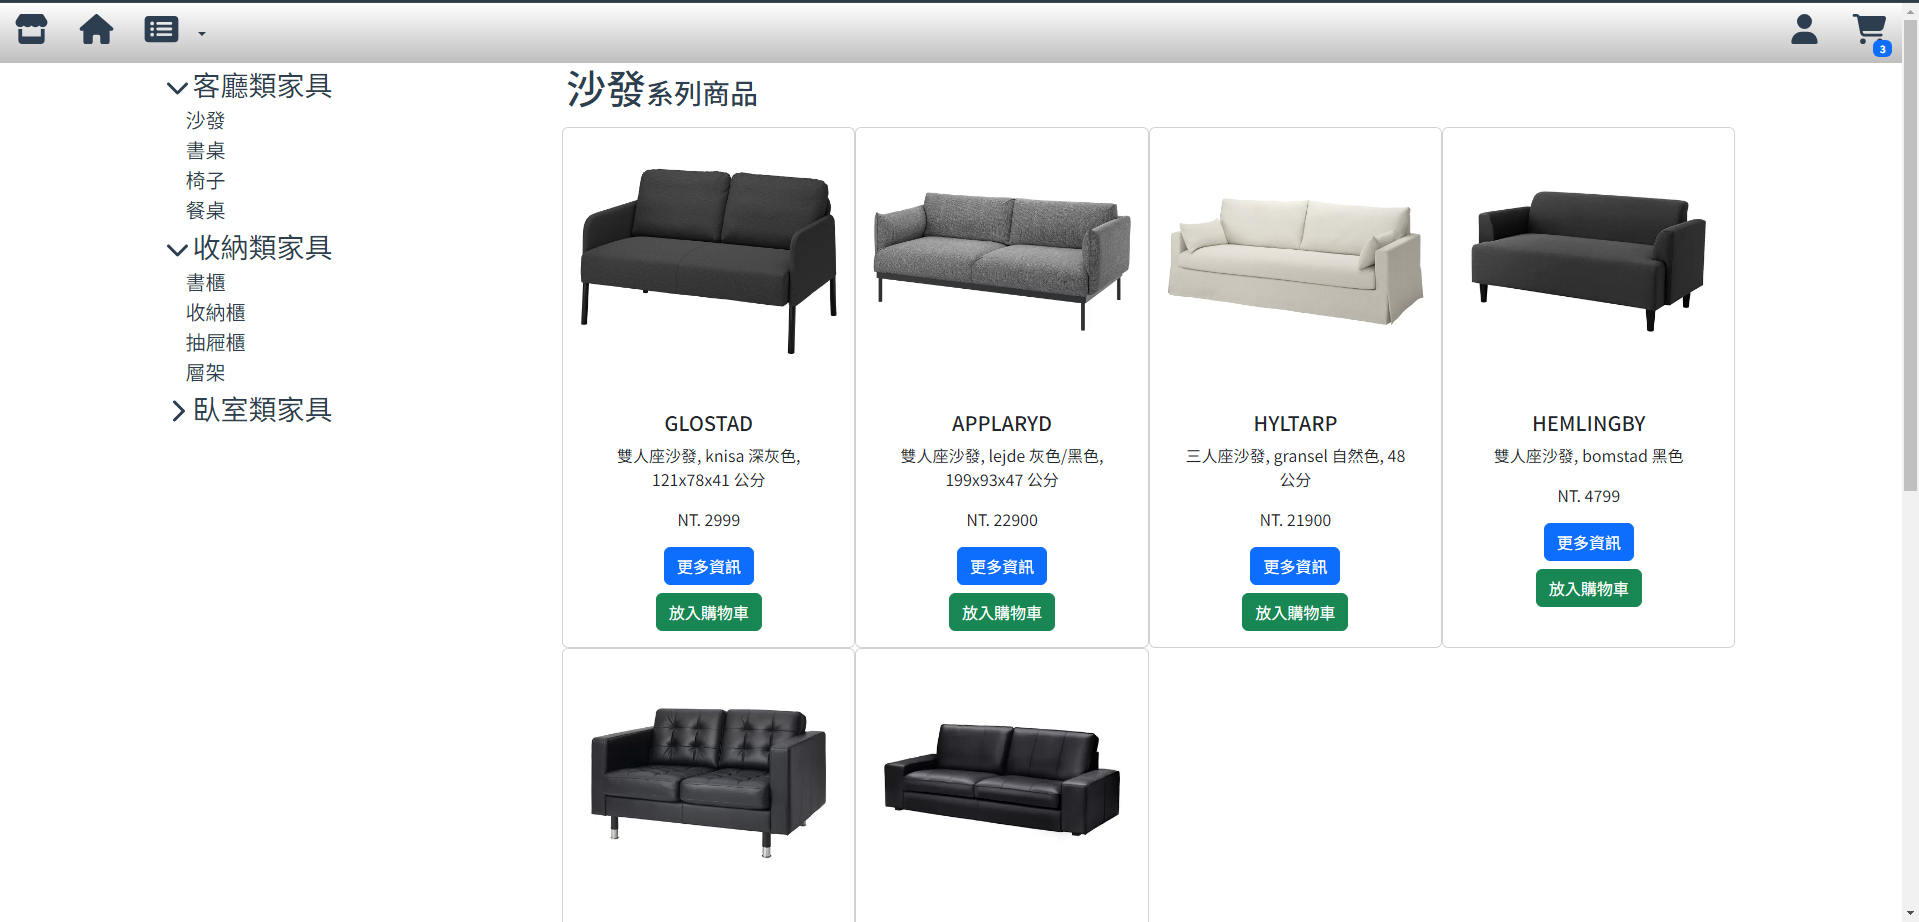 3
客廳類家具
沙發
書桌
椅子
餐桌
收納類家具
書櫃
收納櫃
抽屜櫃
層架
臥室類家具
沙發系列商品
GLOSTAD
雙人座沙發, knisa 深灰色,
121x78x41 公分
NT. 2999
更多資訊
放入購物車
APPLARYD
雙人座沙發, lejde 灰色/黑色,
199x93x47 公分
NT. 22900
更多資訊
放入購物車
HYLTARP
三人座沙發, gransel 自然色, 48
公分
NT. 21900
更多資訊
放入購物車
HEMLINGBY
雙人座沙發, bomstad 黑色
NT. 4799
更多資訊
放入購物車